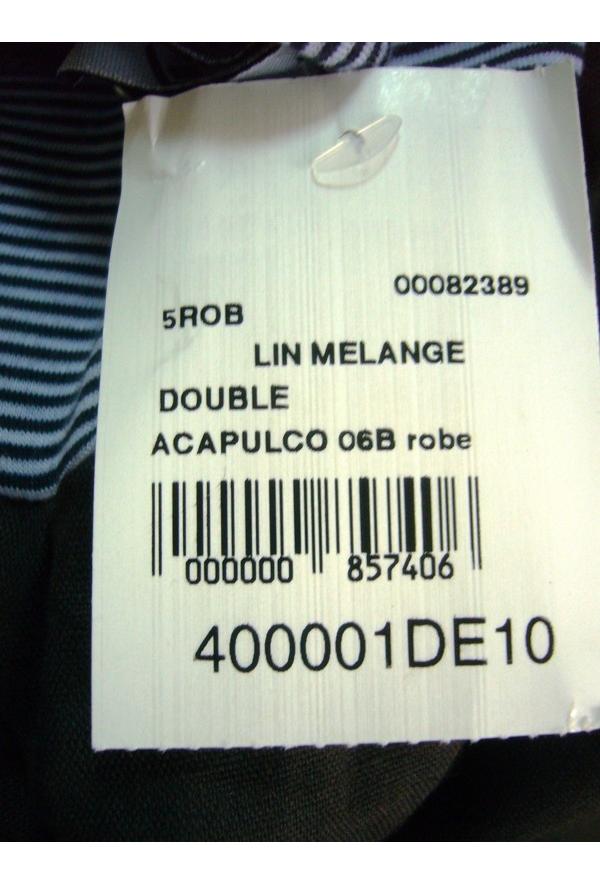 00082389
5ROB
LIN MELANGE
DOUBLE
ACAPULCO 06B robe
000000 857406
400001DE10